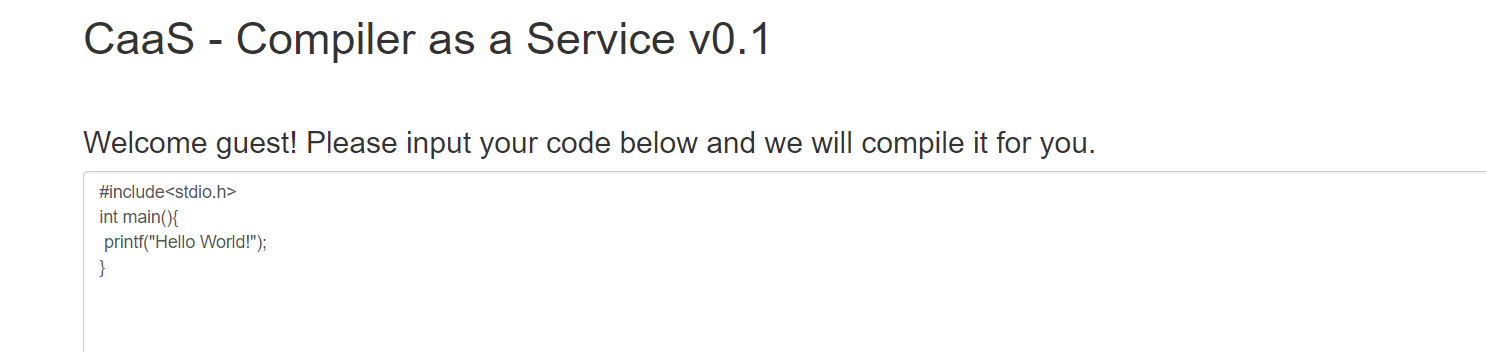 CaaS - Compiler as a Service v0.1
Welcome guest! Please input your code below and we will compile it for you.
#include<stdio.h>
int main(){
 printf("Hello World!");
}